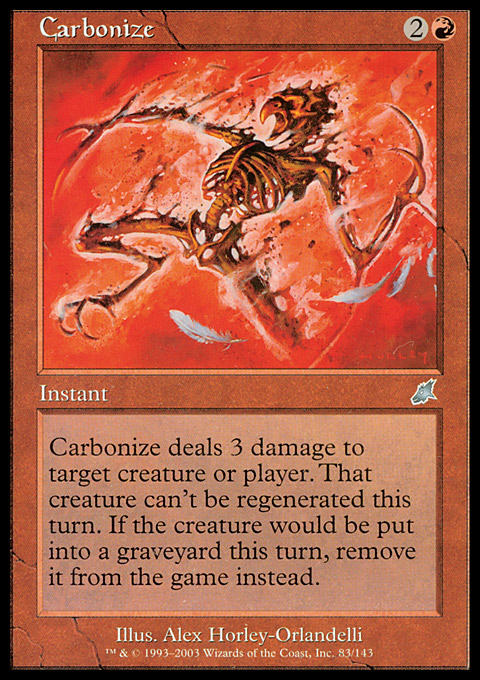 Carbonize 2
Instant
Carbonize deals 3 damage to
target creature or player. That
creature can't be regenerated this
turn. If the creature would be put
into a graveyard this turn, remove
it from the game instead.
Illus. Alex Horley-Orlandelli
™ & © 1993-2003 Wizards of the Coast, Inc. 83/143